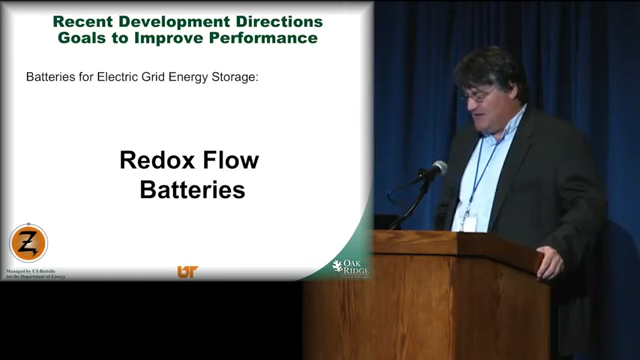 Recent Development Directions
Goals to Improve Performance
Batteries for Electric Grid Energy Storage:
Redox Flow
Batteries
Managed by UT-Battelle
for the Department of Energy
UT
OAK
RIDGE